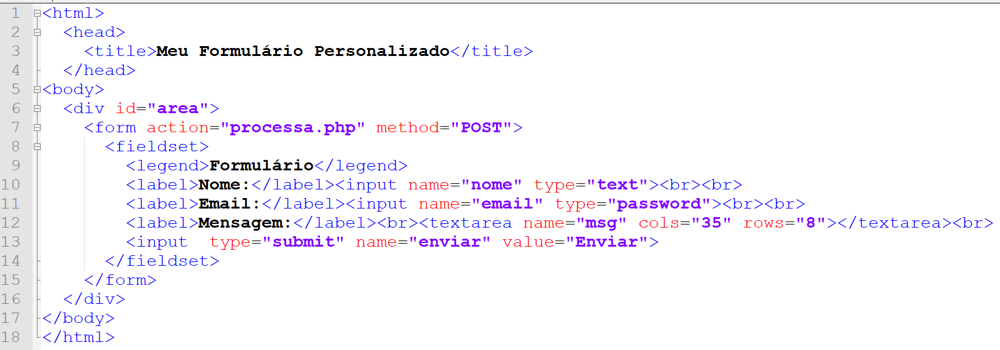 1 <html>
2 <head>
3 <title>Meu Formulário Personalizado</title>
4 </head>
5 <body>
6 <div id="area">
7 <form action="processa.php" method="POST">
8 <fieldset>
9 <legend>Formulário</legend>
10 <label>Nome:</label><input name="nome" type="text"><br><br>
11 <label>Email:</label><input name="email" type="password"><br><br>
12 <label>Mensagem:</label><br><textarea name="msg" cols="35" rows="8"></textarea><br>
13 <input  type="submit" name="enviar" value="Enviar">
14 </fieldset>
15 </form>
16 </div>
17 </body>
18 </html>